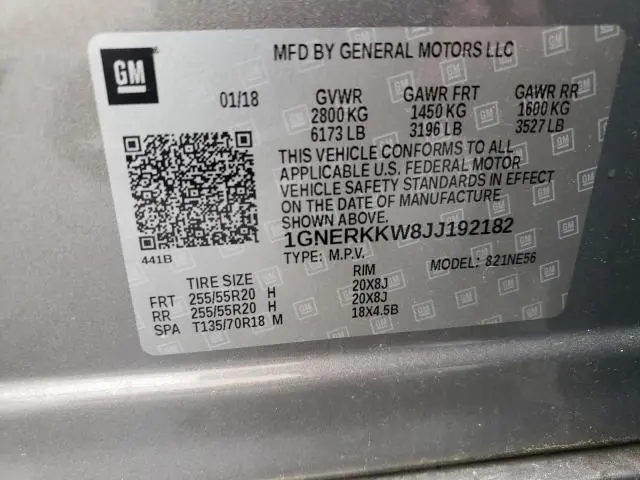 GM
MFD BY GENERAL MOTORS LLC
01/18 GVWR GAWR FRT GAWR RR
2800 KG 1450 KG 1600 KG
6173 LB 3196 LB 3527 LB
THIS VEHICLE CONFORMS TO ALL
APPLICABLE U.S. FEDERAL MOTOR
VEHICLE SAFETY STANDARDS IN EFFECT
ON THE DATE OF MANUFACTURE
SHOWN ABOVE.
1GNERKKW8JJ192182
441B
TYPE: M.P.V. MODEL: 821NE56
TIRE SIZE RIM
FRT 255/55R20 H 20X8J
RR 255/55R20 H 20X8J
SPA T135/70R18 M 18X4.5B